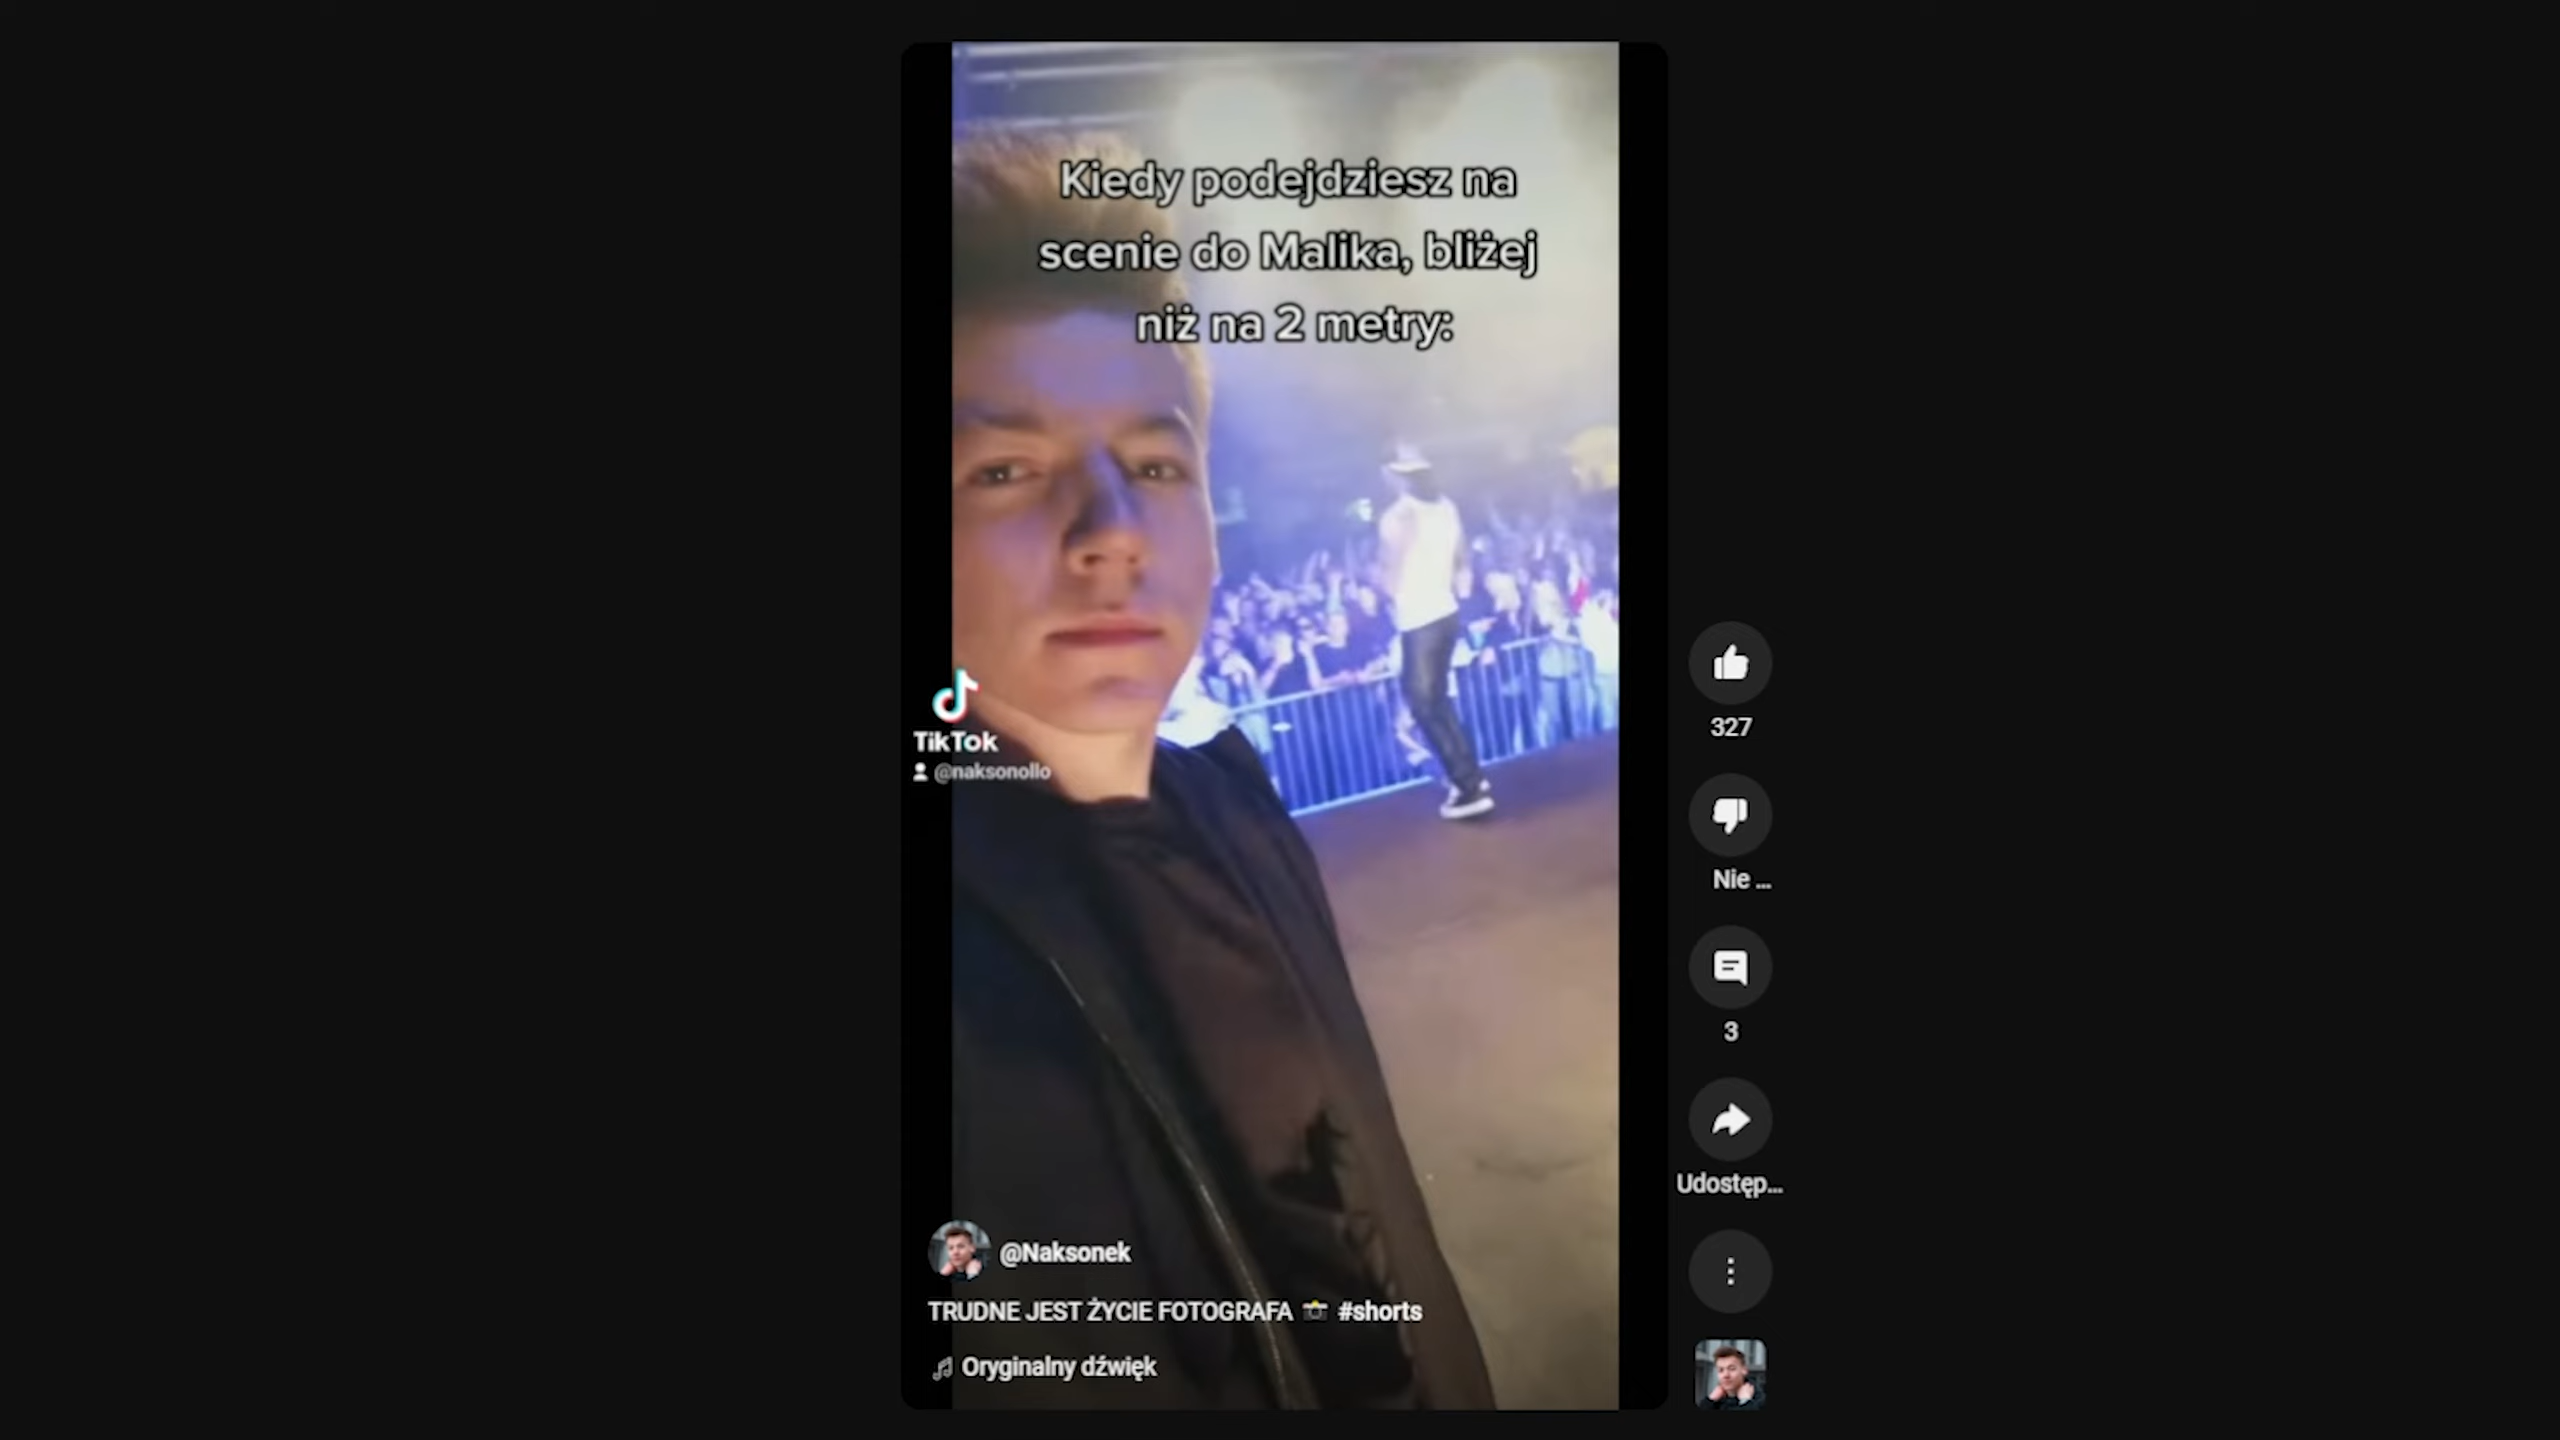 Kiedy podejdziesz na
scenie do Malika, bliżej
niż na 2 metry:
TikTok
@naksonollo
327
Nie ...
3
Udostęp...
@Naksonek
TRUDNE JEST ŻYCIE FOTOGRAFA 📸 #shorts
Oryginalny dźwięk